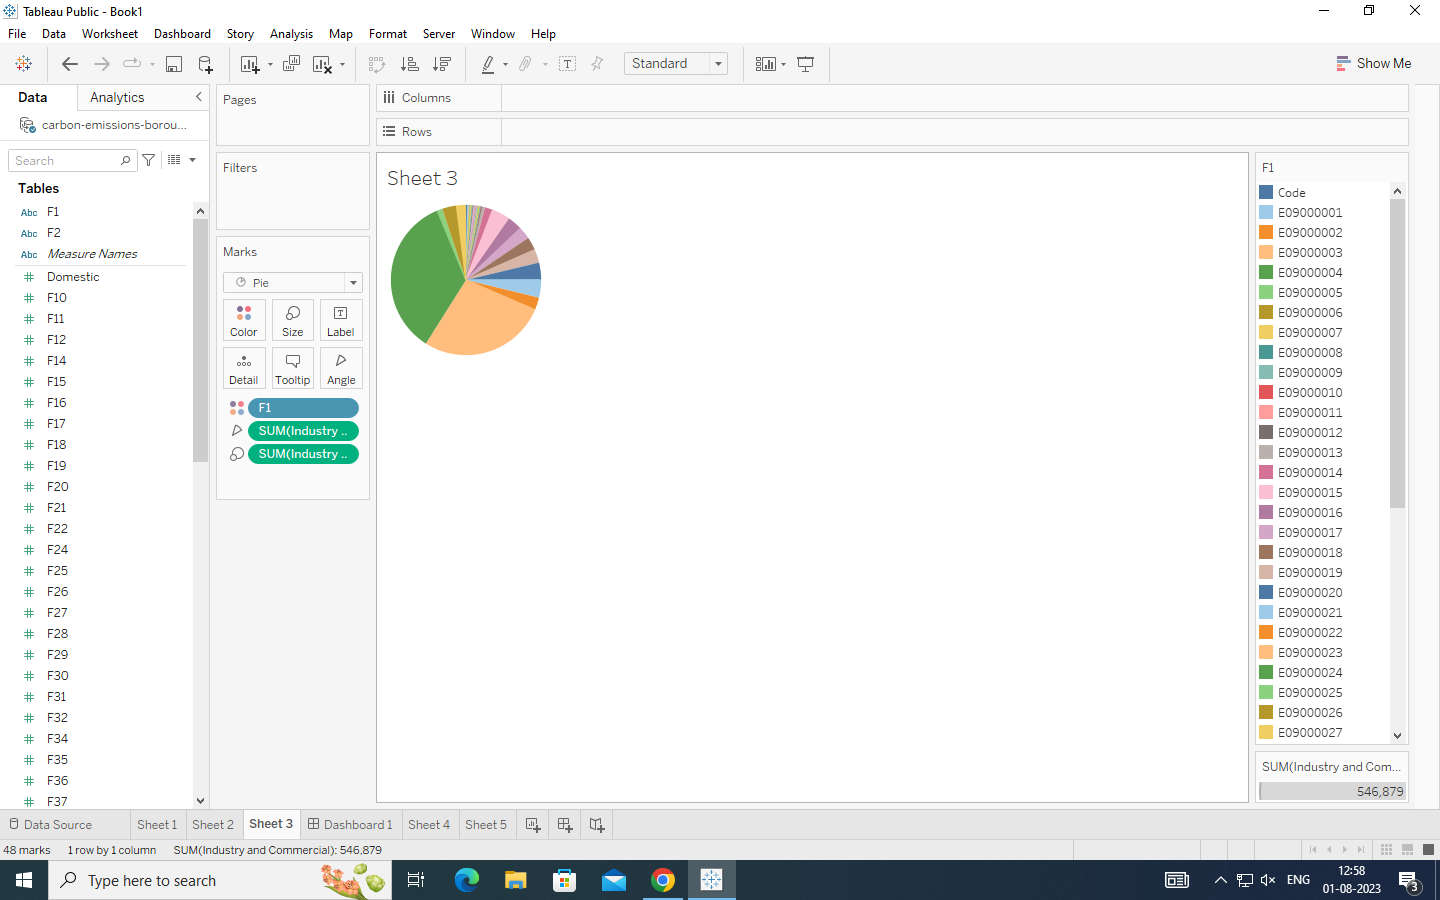 Tableau Public - Book1
File Data Worksheet Dashboard Story Analysis Map Format Server Window Help
Standard
Show Me
Data Analytics
carbon-emissions-borou...
Search
Tables
Abc F1
Abc F2
Abc Measure Names
Domestic
F10
F11
F12
F14
F15
F16
F17
F18
F19
F20
F21
F22
F24
F25
F26
F27
F28
F29
F30
F31
F32
F34
F35
F36
F37
Pages
Filters
Marks
Pie
Color Size Label
Detail Tooltip Angle
F1
SUM(Industry ..
SUM(Industry ..
Columns
Rows
Sheet 3
F1
Code
E09000001
E09000002
E09000003
E09000004
E09000005
E09000006
E09000007
E09000008
E09000009
E09000010
E09000011
E09000012
E09000013
E09000014
E09000015
E09000016
E09000017
E09000018
E09000019
E09000020
E09000021
E09000022
E09000023
E09000024
E09000025
E09000026
E09000027
SUM(Industry and Com...
546,879
Data Source Sheet 1 Sheet 2 Sheet 3 Dashboard 1 Sheet 4 Sheet 5
48 marks 1 row by 1 column SUM(Industry and Commercial): 546,879
Type here to search
ENG
12:58
01-08-2023
3